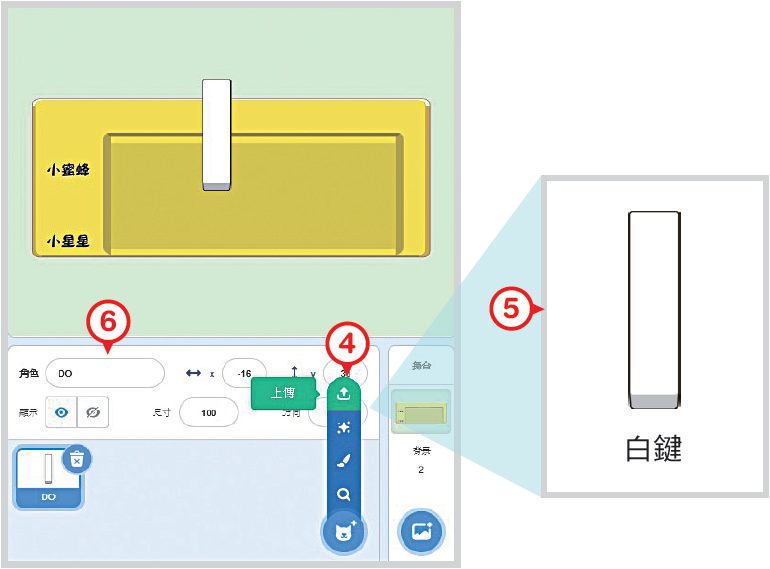 小蜜蜂
小星星
⑥
④
⑤
角色 DO x -16 y
上傳
舞台
顯示 尺寸 100 方向
背景
2
DO
白鍵